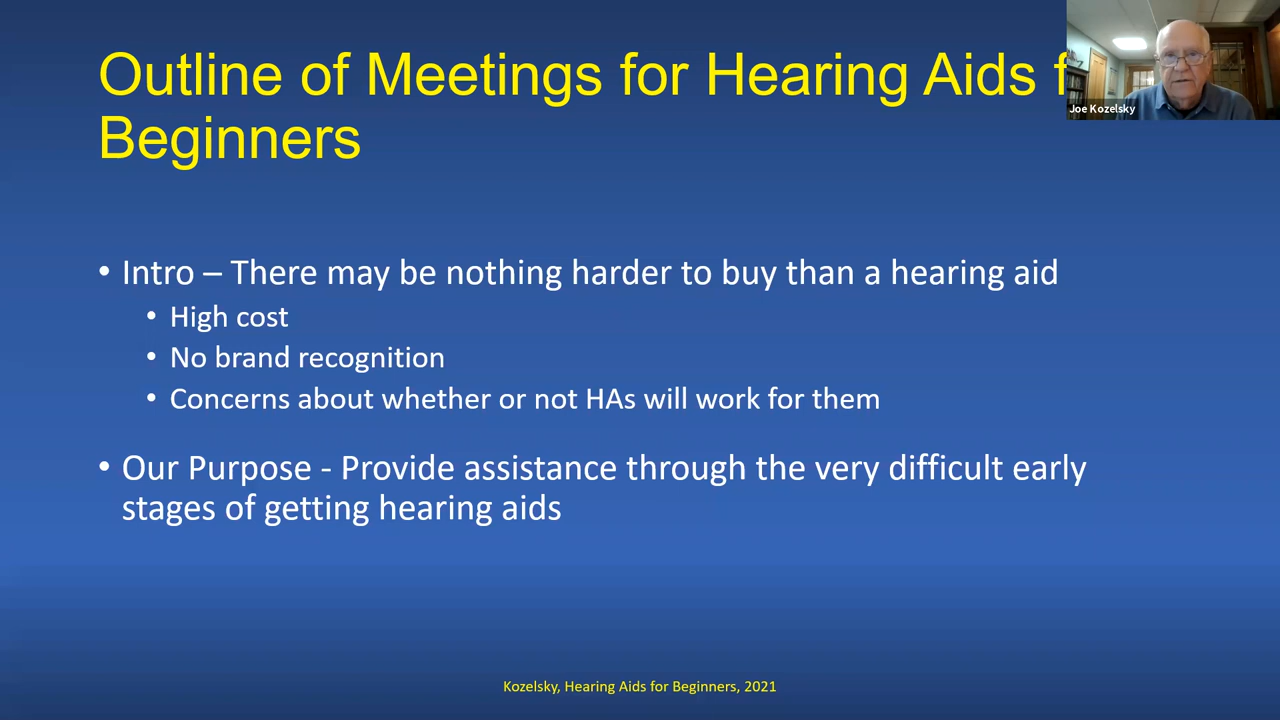 Outline of Meetings for Hearing Aids
Beginners
Joe Kozelsky
• Intro – There may be nothing harder to buy than a hearing aid
• High cost
• No brand recognition
• Concerns about whether or not HAs will work for them
• Our Purpose - Provide assistance through the very difficult early
stages of getting hearing aids
Kozelsky, Hearing Aids for Beginners, 2021